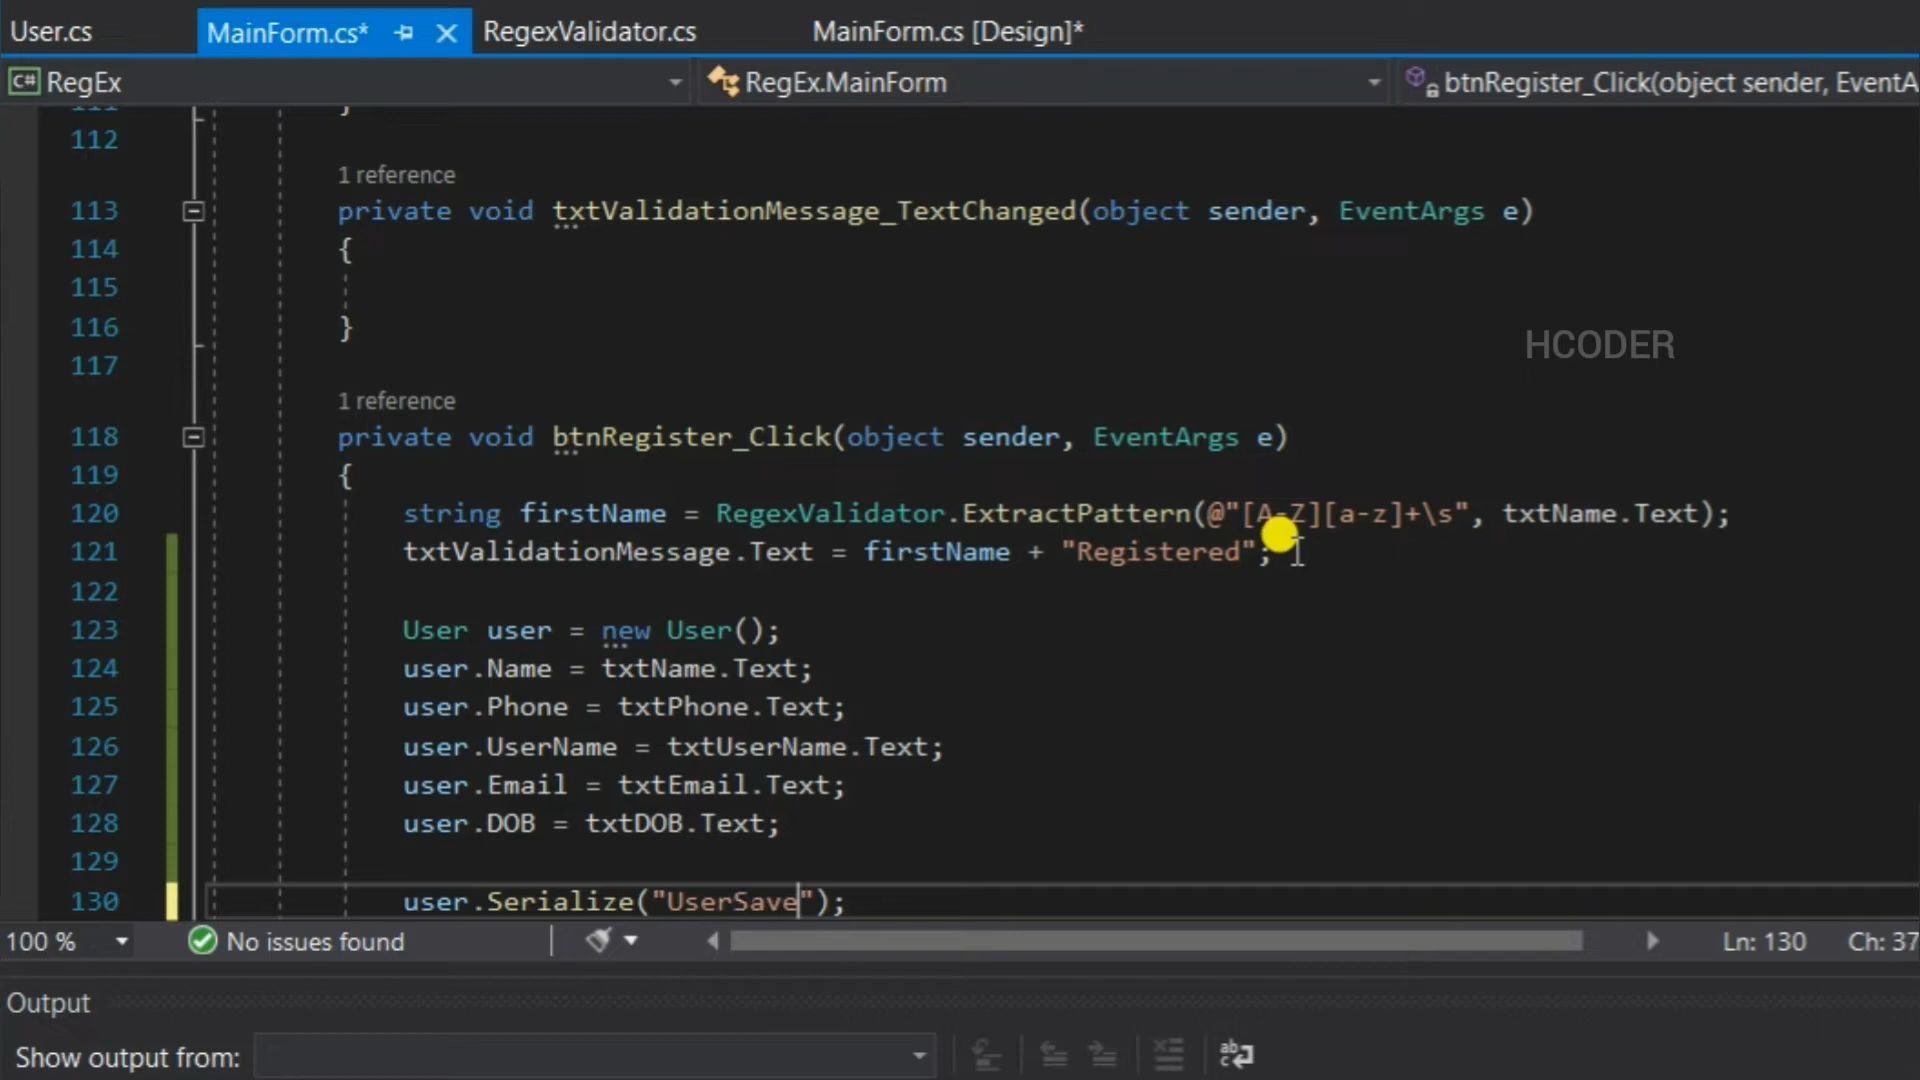 User.cs MainForm.cs* RegexValidator.cs MainForm.cs [Design]*
C# RegEx RegEx.MainForm btnRegister_Click(object sender, EventA
112
1 reference
113 private void txtValidationMessage_TextChanged(object sender, EventArgs e)
114 {
115
116 }
HCODER
117
1 reference
118 private void btnRegister_Click(object sender, EventArgs e)
119 {
120 string firstName = RegexValidator.ExtractPattern(@"[A-Z][a-z]+\s", txtName.Text);
121 txtValidationMessage.Text = firstName + "Registered";
122
123 User user = new User();
124 user.Name = txtName.Text;
125 user.Phone = txtPhone.Text;
126 user.UserName = txtUserName.Text;
127 user.Email = txtEmail.Text;
128 user.DOB = txtDOB.Text;
129
130 user.Serialize("UserSave");
100 % No issues found Ln: 130 Ch: 37
Output
Show output from: